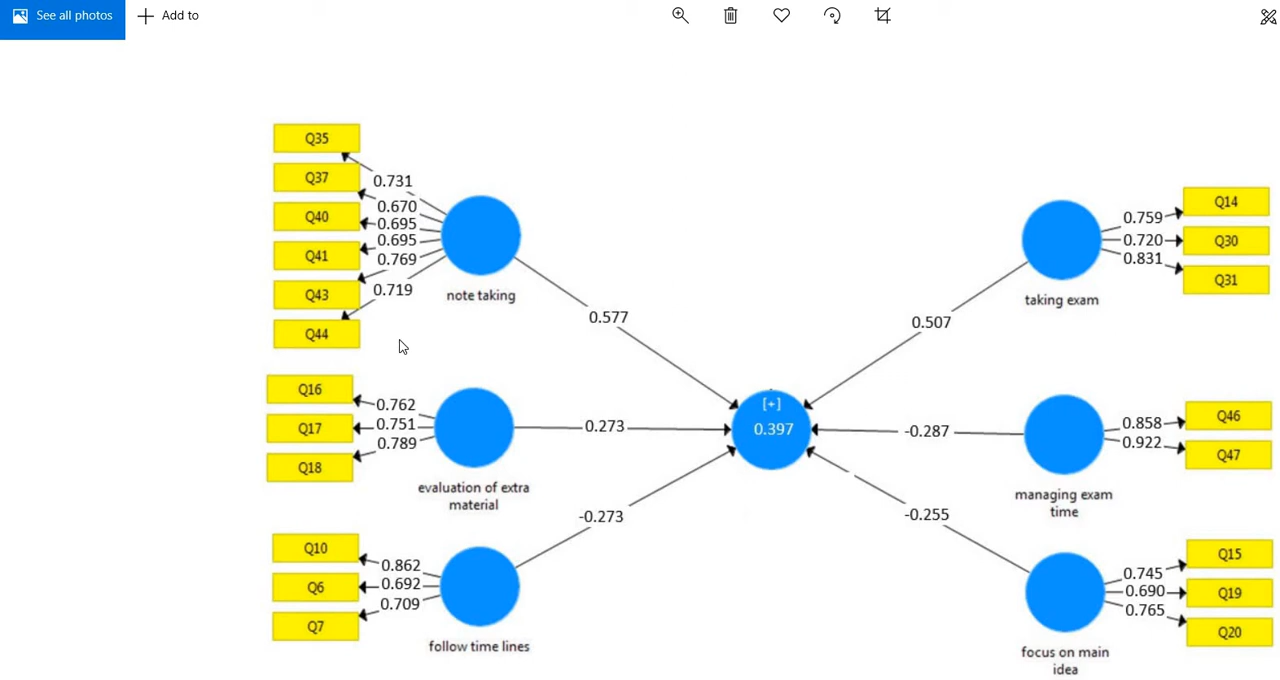 See all photos
Add to
Q35
Q37
Q40
Q41
Q43
Q44
0.731
0.670
0.695
0.695
0.769
0.719
note taking
0.577
Q14
Q30
Q31
0.759
0.720
0.831
taking exam
0.507
Q16
Q17
Q18
0.762
0.751
0.789
evaluation of extra
material
0.273
[+]
0.397
-0.287
0.858
0.922
Q46
Q47
managing exam
time
Q10
Q6
Q7
0.862
0.692
0.709
follow time lines
-0.273
-0.255
0.745
0.690
0.765
Q15
Q19
Q20
focus on main
idea